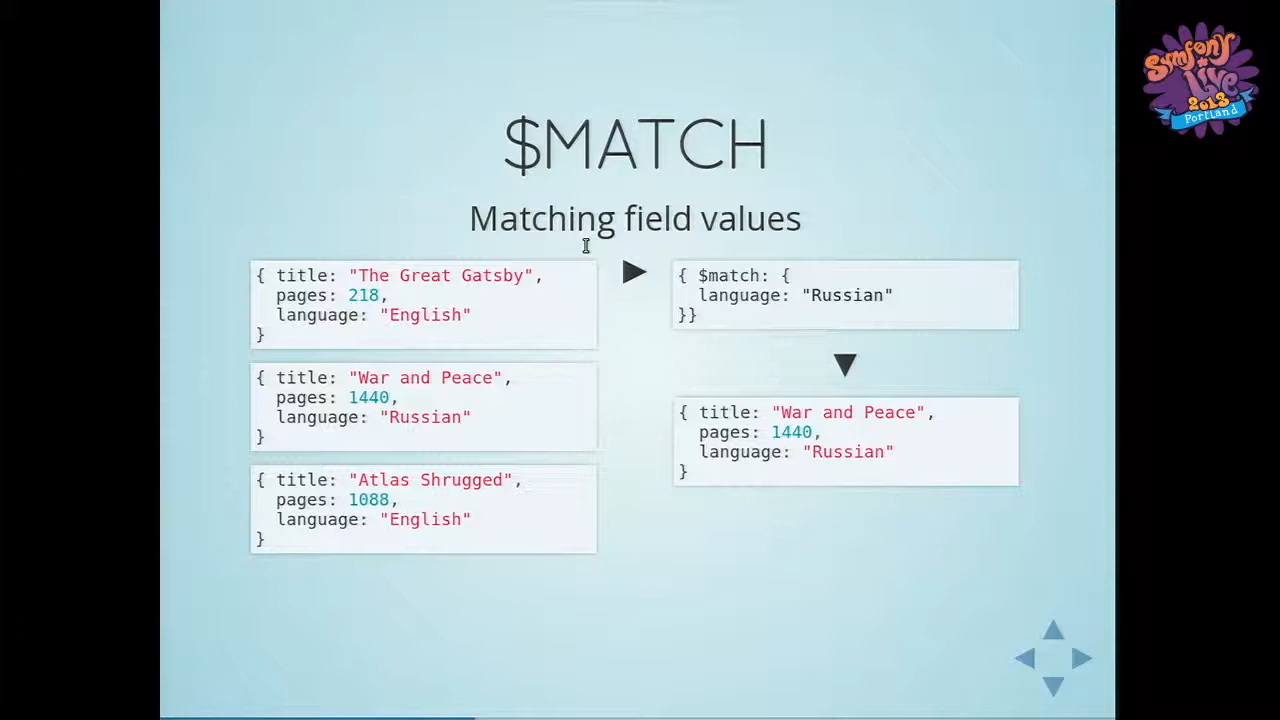 $MATCH
Matching field values
{ title: "The Great Gatsby",
pages: 218,
language: "English"
}
{ title: "War and Peace",
pages: 1440,
language: "Russian"
}
{ title: "Atlas Shrugged",
pages: 1088,
language: "English"
}
{ $match: {
language: "Russian"
}}
{ title: "War and Peace",
pages: 1440,
language: "Russian"
}
Symfony
Live
2013
Portland